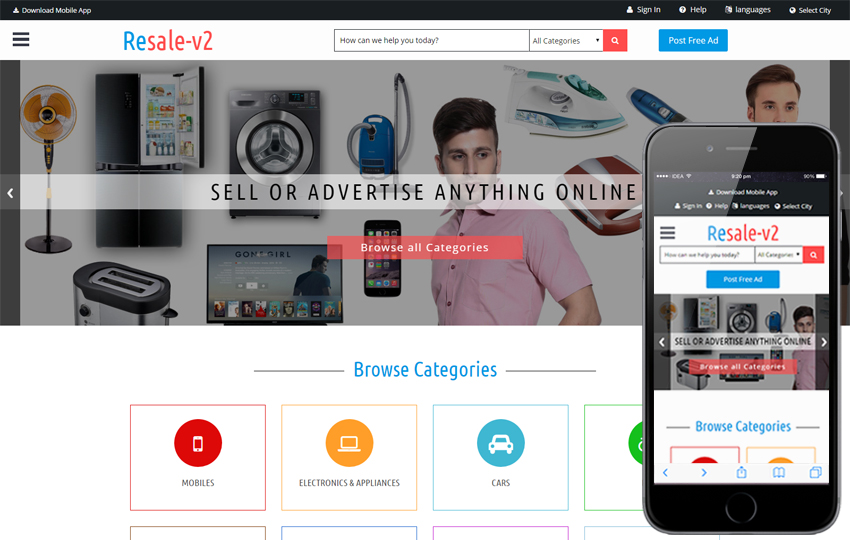 Download Mobile App
Sign In Help languages Select City
Resale-v2
How can we help you today? All Categories
Post Free Ad
SELL OR ADVERTISE ANYTHING ONLINE
Browse all Categories
GONE GIRL
Browse Categories
MOBILES
ELECTRONICS & APPLIANCES
CARS
IDEA 9:20 pm 90%
Download Mobile App
Sign In Help languages Select City
Resale-v2
How can we help you today? All Categories
Post Free Ad
SELL OR ADVERTISE ANYTHING ONLINE
Browse all Categories
Browse Categories